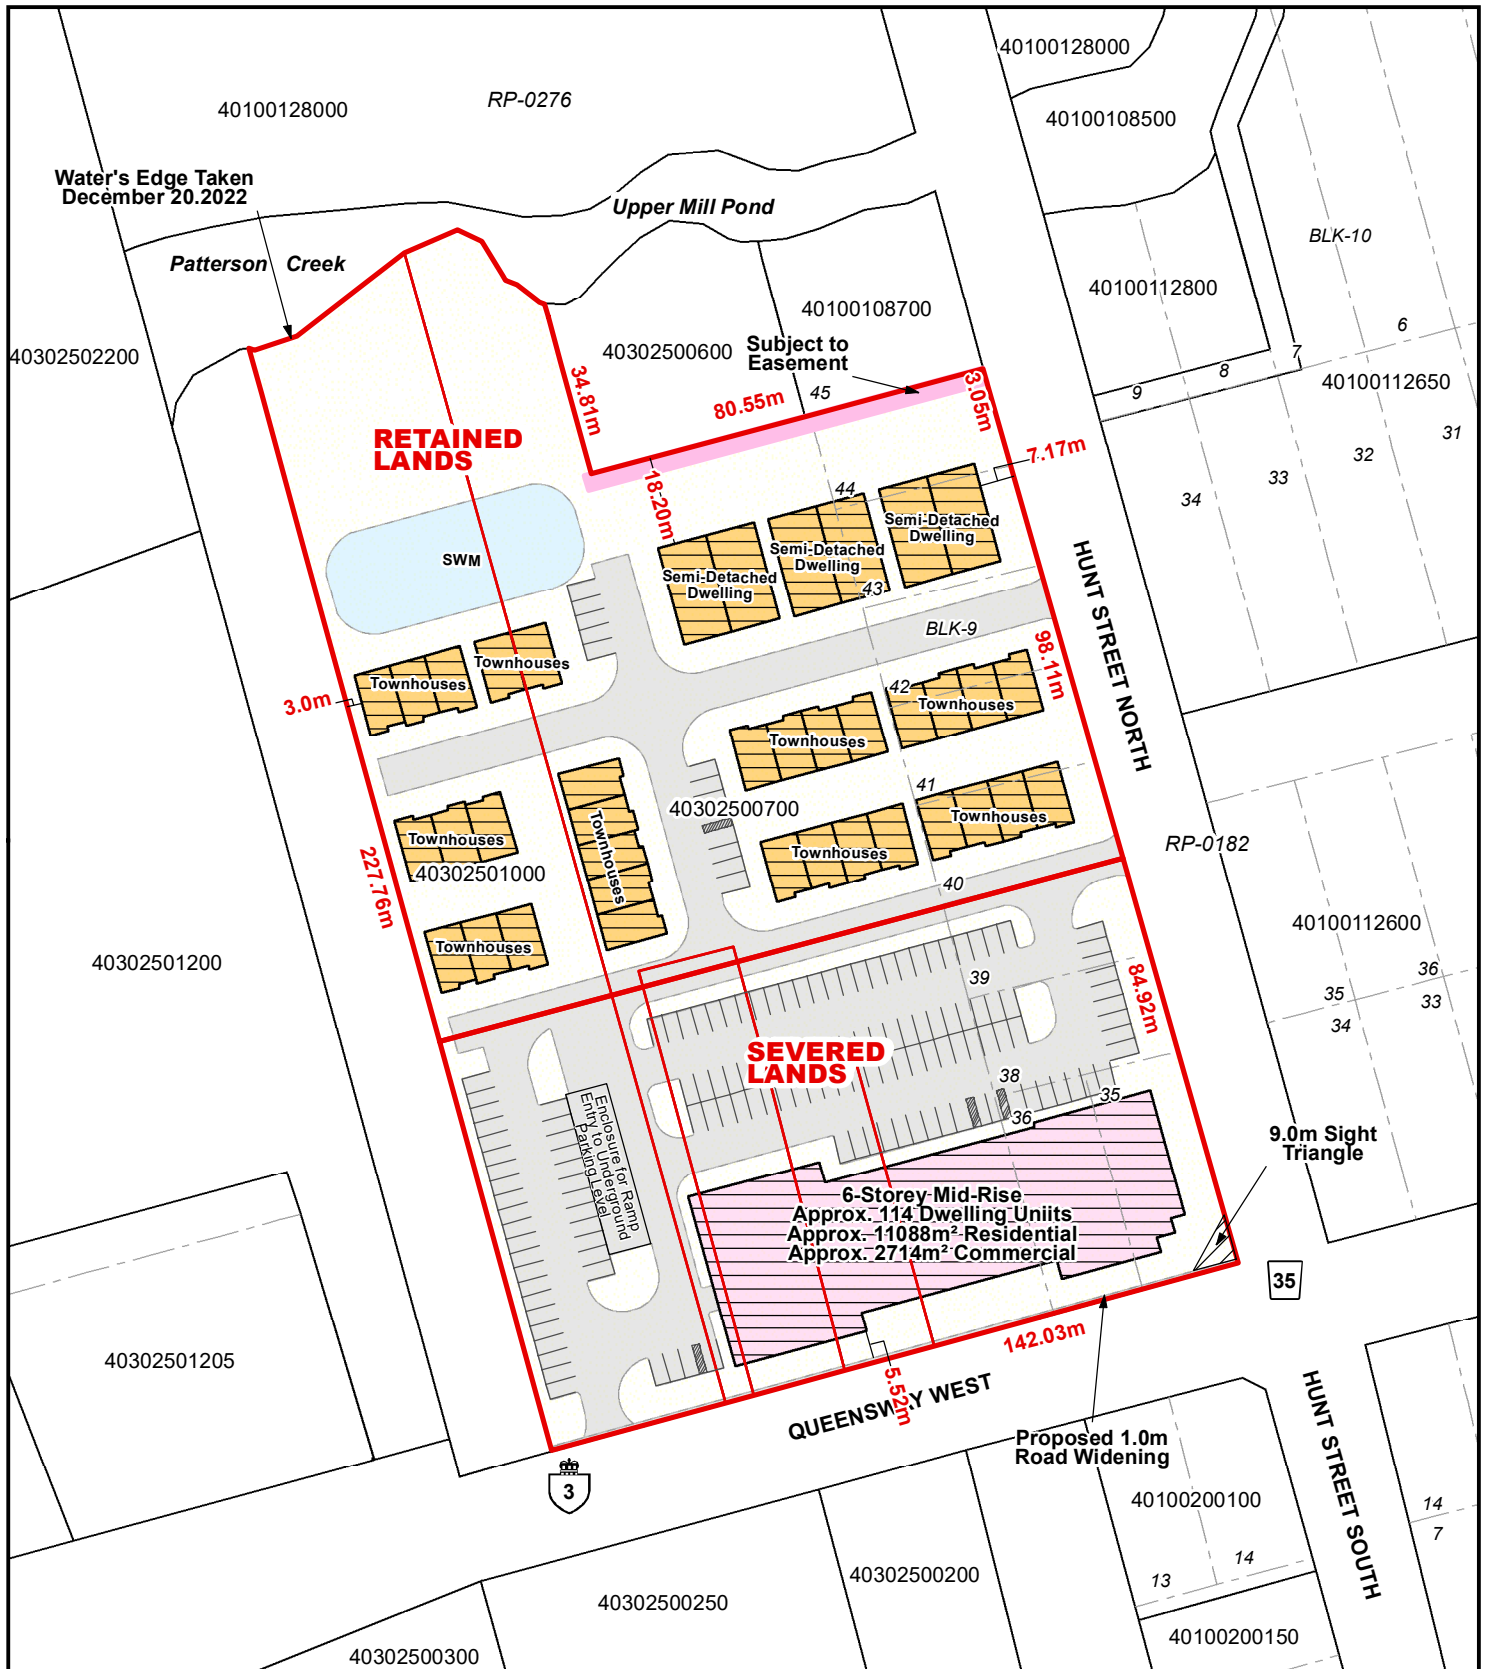 40100128000
RP-0276
40100128000
40100108500
Water's Edge Taken
December 20.2022
Upper Mill Pond
Patterson Creek
BLK-10
40100112800
40100108700
40302502200
40302500600
Subject to
Easement
6
7
8
9
40100112650
45
34.81m
80.55m
3.05m
RETAINED
LANDS
7.17m
31
32
33
34
18.20m
44
Semi-Detached
Dwelling
Semi-Detached
Dwelling
Semi-Detached
Dwelling
SWM
43
HUNT STREET NORTH
BLK-9
98.11m
Townhouses
Townhouses
3.0m
42
Townhouses
Townhouses
41
40302500700
Townhouses
Townhouses
Townhouses
Townhouses
40302501000
RP-0182
227.76m
40
Townhouses
40302501200
40100112600
39
84.92m
36
35
33
34
SEVERED
LANDS
38
35
36
Enclosure for Ramp
Entry to Underground
Parking Level
9.0m Sight
Triangle
6-Storey Mid-Rise
Approx. 114 Dwelling Uniits
Approx. 11088m² Residential
Approx. 2714m² Commercial
35
40302501205
142.03m
5.52m
QUEENSWAY WEST
HUNT STREET SOUTH
Proposed 1.0m
Road Widening
3
40100200100
14
7
14
13
40302500200
40302500250
40100200150
40302500300